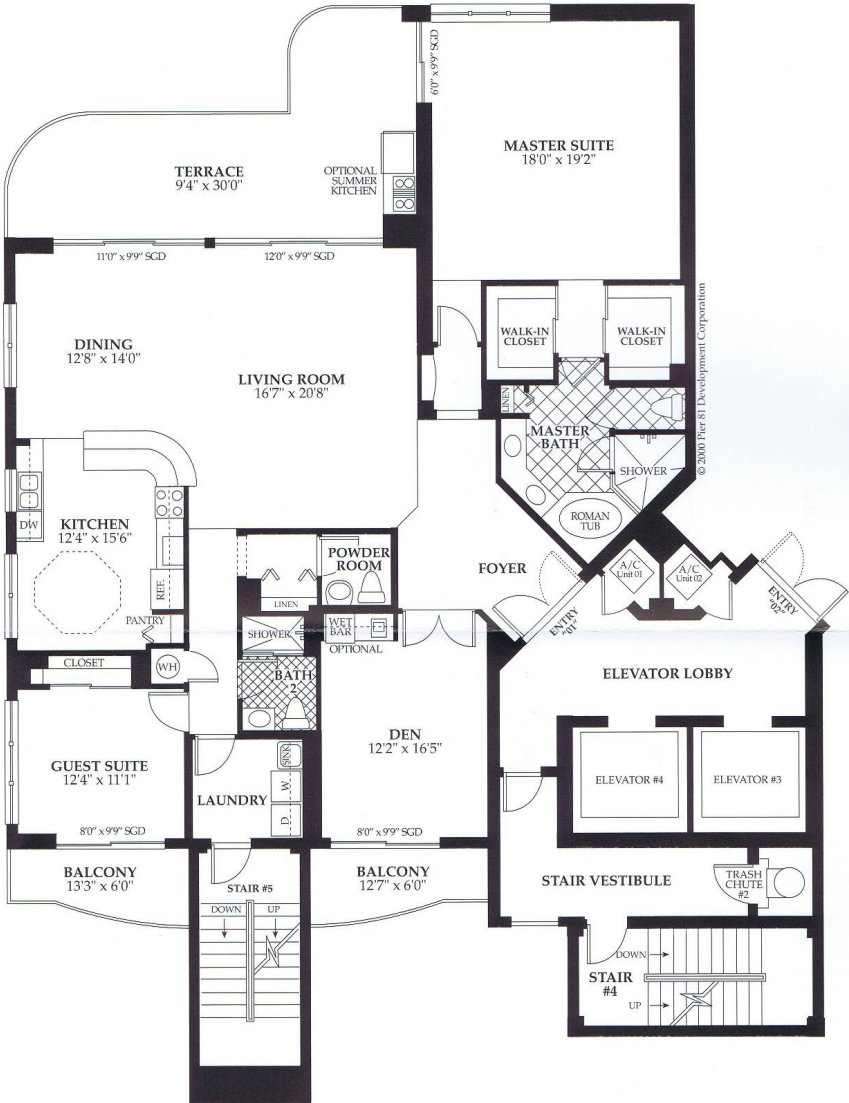 6'0" x 9'9" SGD
MASTER SUITE
18'0" x 19'2"
TERRACE
9'4" x 30'0"
OPTIONAL
SUMMER
KITCHEN
11'0" x 9'9" SGD
12'0" x 9'9" SGD
WALK-IN
CLOSET
WALK-IN
CLOSET
DINING
12'8" x 14'0"
LIVING ROOM
16'7" x 20'8"
LINEN
MASTER
BATH
SHOWER
ROMAN
TUB
© 2000 Pier 81 Development Corporation
DW
KITCHEN
12'4" x 15'6"
REF.
PANTRY
POWDER
ROOM
LINEN
FOYER
A/C
Unit 01
A/C
Unit 02
ENTRY
"01"
ENTRY
"02"
SHOWER
WET
BAR
OPTIONAL
CLOSET
WH
BATH
2
ELEVATOR LOBBY
DEN
12'2" x 16'5"
GUEST SUITE
12'4" x 11'1"
SINK
W
D
LAUNDRY
ELEVATOR #4
ELEVATOR #3
8'0" x 9'9" SGD
8'0" x 9'9" SGD
BALCONY
13'3" x 6'0"
STAIR #5
DOWN
UP
BALCONY
12'7" x 6'0"
STAIR VESTIBULE
TRASH
CHUTE
#2
DOWN
STAIR
#4
UP